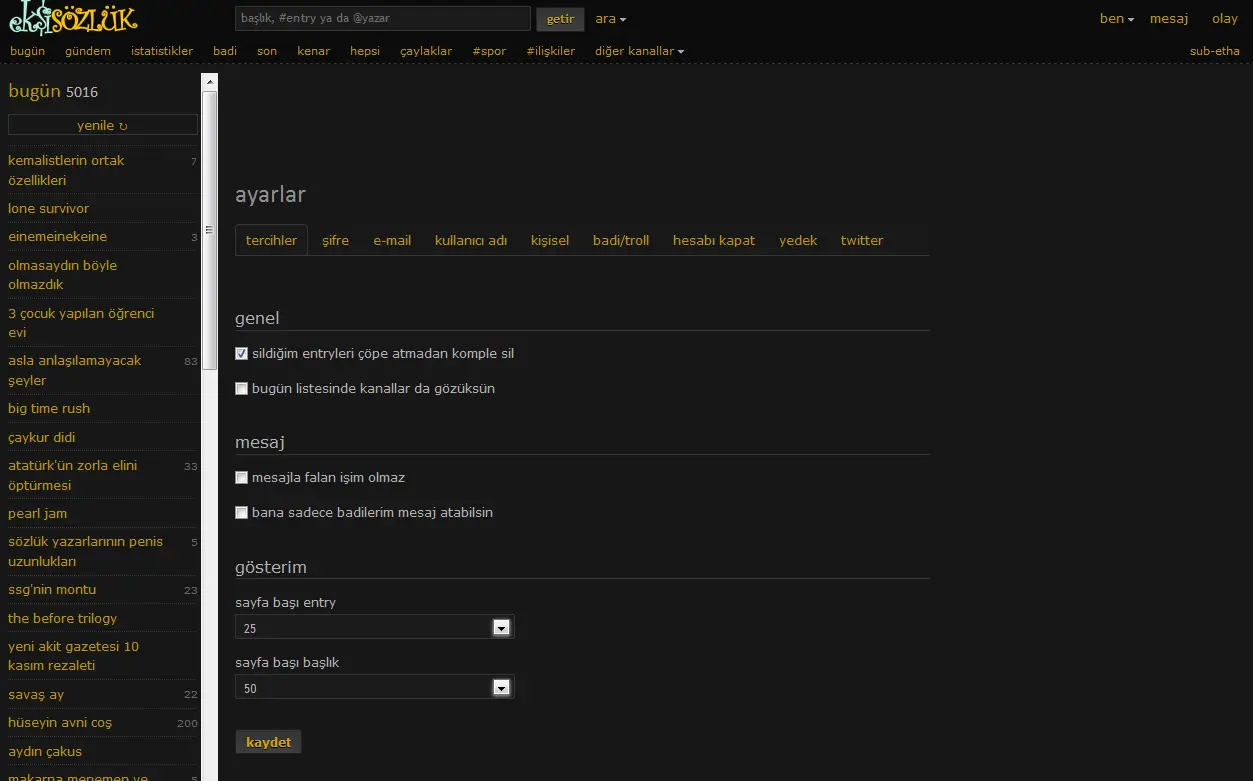 ekşi sözlük
başlık, #entry ya da @yazar
getir
ara
ben
mesaj
olay
bugün
gündem
istatistikler
badi
son
kenar
hepsi
çaylaklar
#spor
#ilişkiler
diğer kanallar
sub-etha
bugün 5016
yenile ↻
kemalistlerin ortak 7
özellikleri
lone survivor
einemeinekeine 3
olmasaydın böyle
olmazdık
3 çocuk yapılan öğrenci
evi
asla anlaşılamayacak 83
şeyler
big time rush
çaykur didi
atatürk'ün zorla elini 33
öptürmesi
pearl jam
sözlük yazarlarının penis 5
uzunlukları
ssg'nin montu 23
the before trilogy
yeni akit gazetesi 10
kasım rezaleti
savaş ay 22
hüseyin avni coş 200
aydın çakus
makarna menemen ve 5
ayarlar
tercihler
şifre
e-mail
kullanıcı adı
kişisel
badi/troll
hesabı kapat
yedek
twitter
genel
sildiğim entryleri çöpe atmadan komple sil
bugün listesinde kanallar da gözüksün
mesaj
mesajla falan işim olmaz
bana sadece badilerim mesaj atabilsin
gösterim
sayfa başı entry
25
sayfa başı başlık
50
kaydet